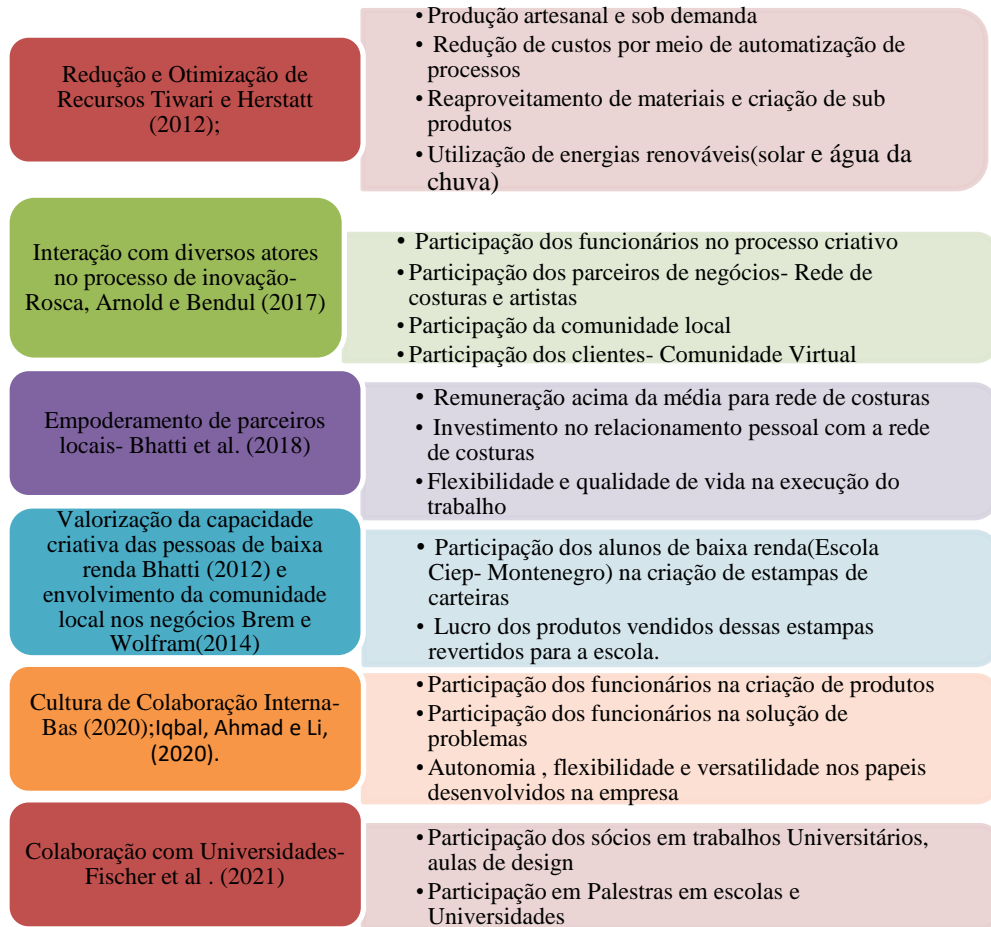 Redução e Otimização de
Recursos Tiwari e Herstatt
(2012);
• Produção artesanal e sob demanda
• Redução de custos por meio de automatização de
processos
• Reaproveitamento de materiais e criação de sub
produtos
• Utilização de energias renováveis(solar e água da
chuva)
Interação com diversos atores
no processo de inovação-
Rosca, Arnold e Bendul (2017)
• Participação dos funcionários no processo criativo
• Participação dos parceiros de negócios- Rede de
costuras e artistas
• Participação da comunidade local
• Participação dos clientes- Comunidade Virtual
Empoderamento de parceiros
locais- Bhatti et al. (2018)
• Remuneração acima da média para rede de costuras
• Investimento no relacionamento pessoal com a rede
de costuras
• Flexibilidade e qualidade de vida na execução do
trabalho
Valorização da capacidade
criativa das pessoas de baixa
renda Bhatti (2012) e
envolvimento da comunidade
local nos negócios Brem e
Wolfram(2014)
• Participação dos alunos de baixa renda(Escola
Ciep- Montenegro) na criação de estampas de
carteiras
• Lucro dos produtos vendidos dessas estampas
revertidos para a escola.
Cultura de Colaboração Interna-
Bas (2020);Iqbal, Ahmad e Li,
(2020).
• Participação dos funcionários na criação de produtos
• Participação dos funcionários na solução de
problemas
• Autonomia , flexibilidade e versatilidade nos papeis
desenvolvidos na empresa
Colaboração com Universidades-
Fischer et al . (2021)
• Participação dos sócios em trabalhos Universitários,
aulas de design
• Participação em Palestras em escolas e
Universidades